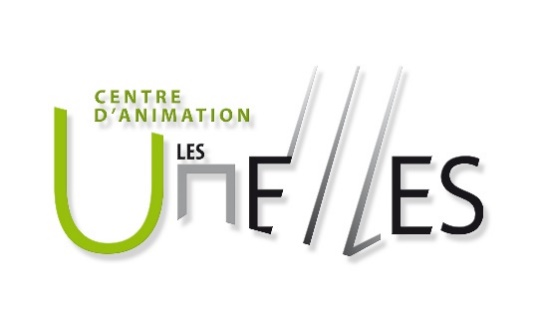 CENTRE
D'ANIMATION
LES
UnEllES